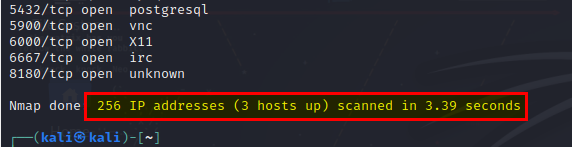 5432/tcp open  postgresql
5900/tcp open  vnc
6000/tcp open  X11
6667/tcp open  irc
8180/tcp open  unknown
Nmap done 256 IP addresses (3 hosts up) scanned in 3.39 seconds
┌──(kali㉿kali)-[~]